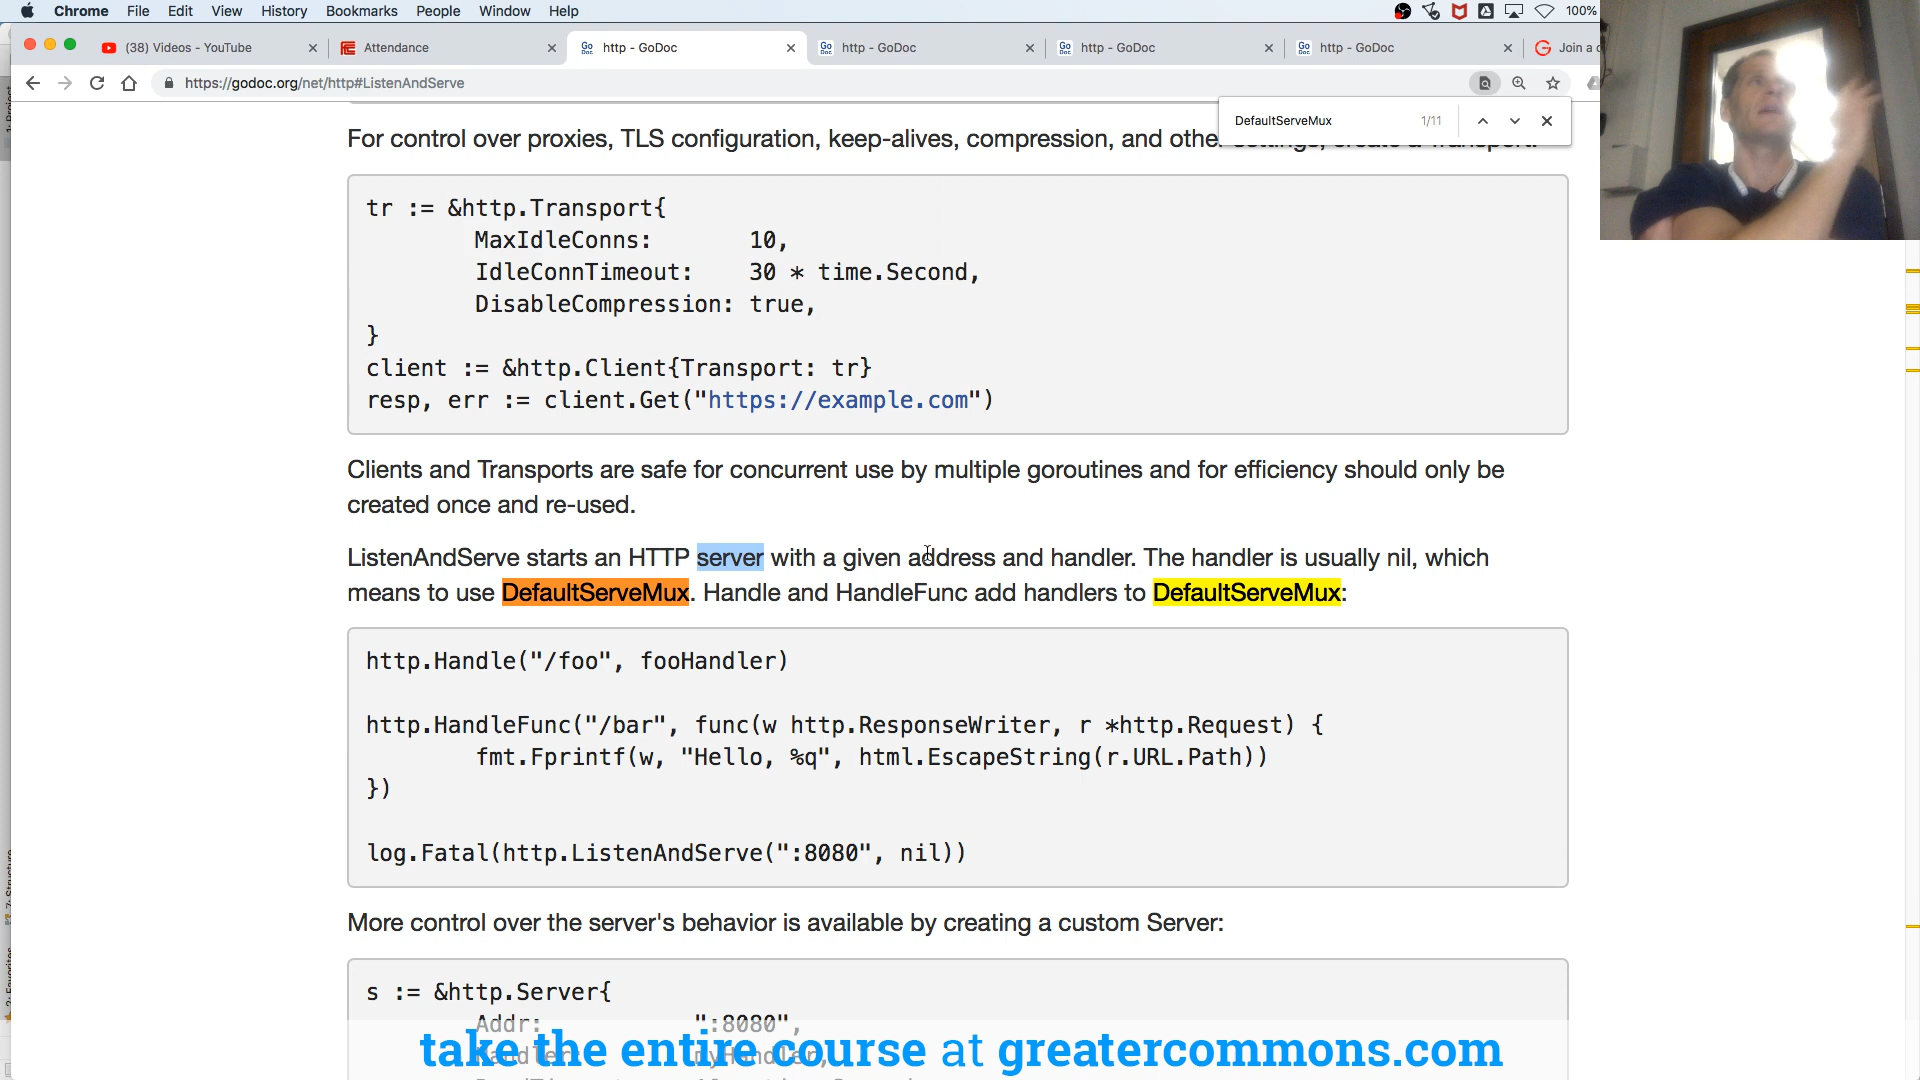 Chrome File Edit View History Bookmarks People Window Help 100%
(38) Videos - YouTube Attendance http - GoDoc http - GoDoc http - GoDoc http - GoDoc Join a
https://godoc.org/net/http#ListenAndServe
DefaultServeMux 1/11
For control over proxies, TLS configuration, keep-alives, compression, and other settings, create a Transport:
tr := &http.Transport{
MaxIdleConns: 10,
IdleConnTimeout: 30 * time.Second,
DisableCompression: true,
}
client := &http.Client{Transport: tr}
resp, err := client.Get("https://example.com")
Clients and Transports are safe for concurrent use by multiple goroutines and for efficiency should only be
created once and re-used.
ListenAndServe starts an HTTP server with a given address and handler. The handler is usually nil, which
means to use DefaultServeMux. Handle and HandleFunc add handlers to DefaultServeMux:
http.Handle("/foo", fooHandler)
http.HandleFunc("/bar", func(w http.ResponseWriter, r *http.Request) {
fmt.Fprintf(w, "Hello, %q", html.EscapeString(r.URL.Path))
})
log.Fatal(http.ListenAndServe(":8080", nil))
More control over the server's behavior is available by creating a custom Server:
s := &http.Server{
Addr: ":8080",
Handler: myHandler,
take the entire course at greatercommons.com